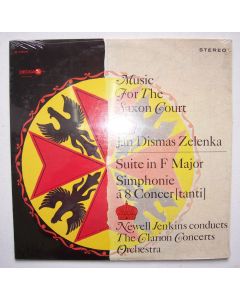 STEREO
Music
For The
Saxon Court
Jan Dismas Zelenka
Suite in F Major
Simphonie
à 8 Concer[tanti]
Newell Jenkins conducts
The Clarion Concerts
Orchestra